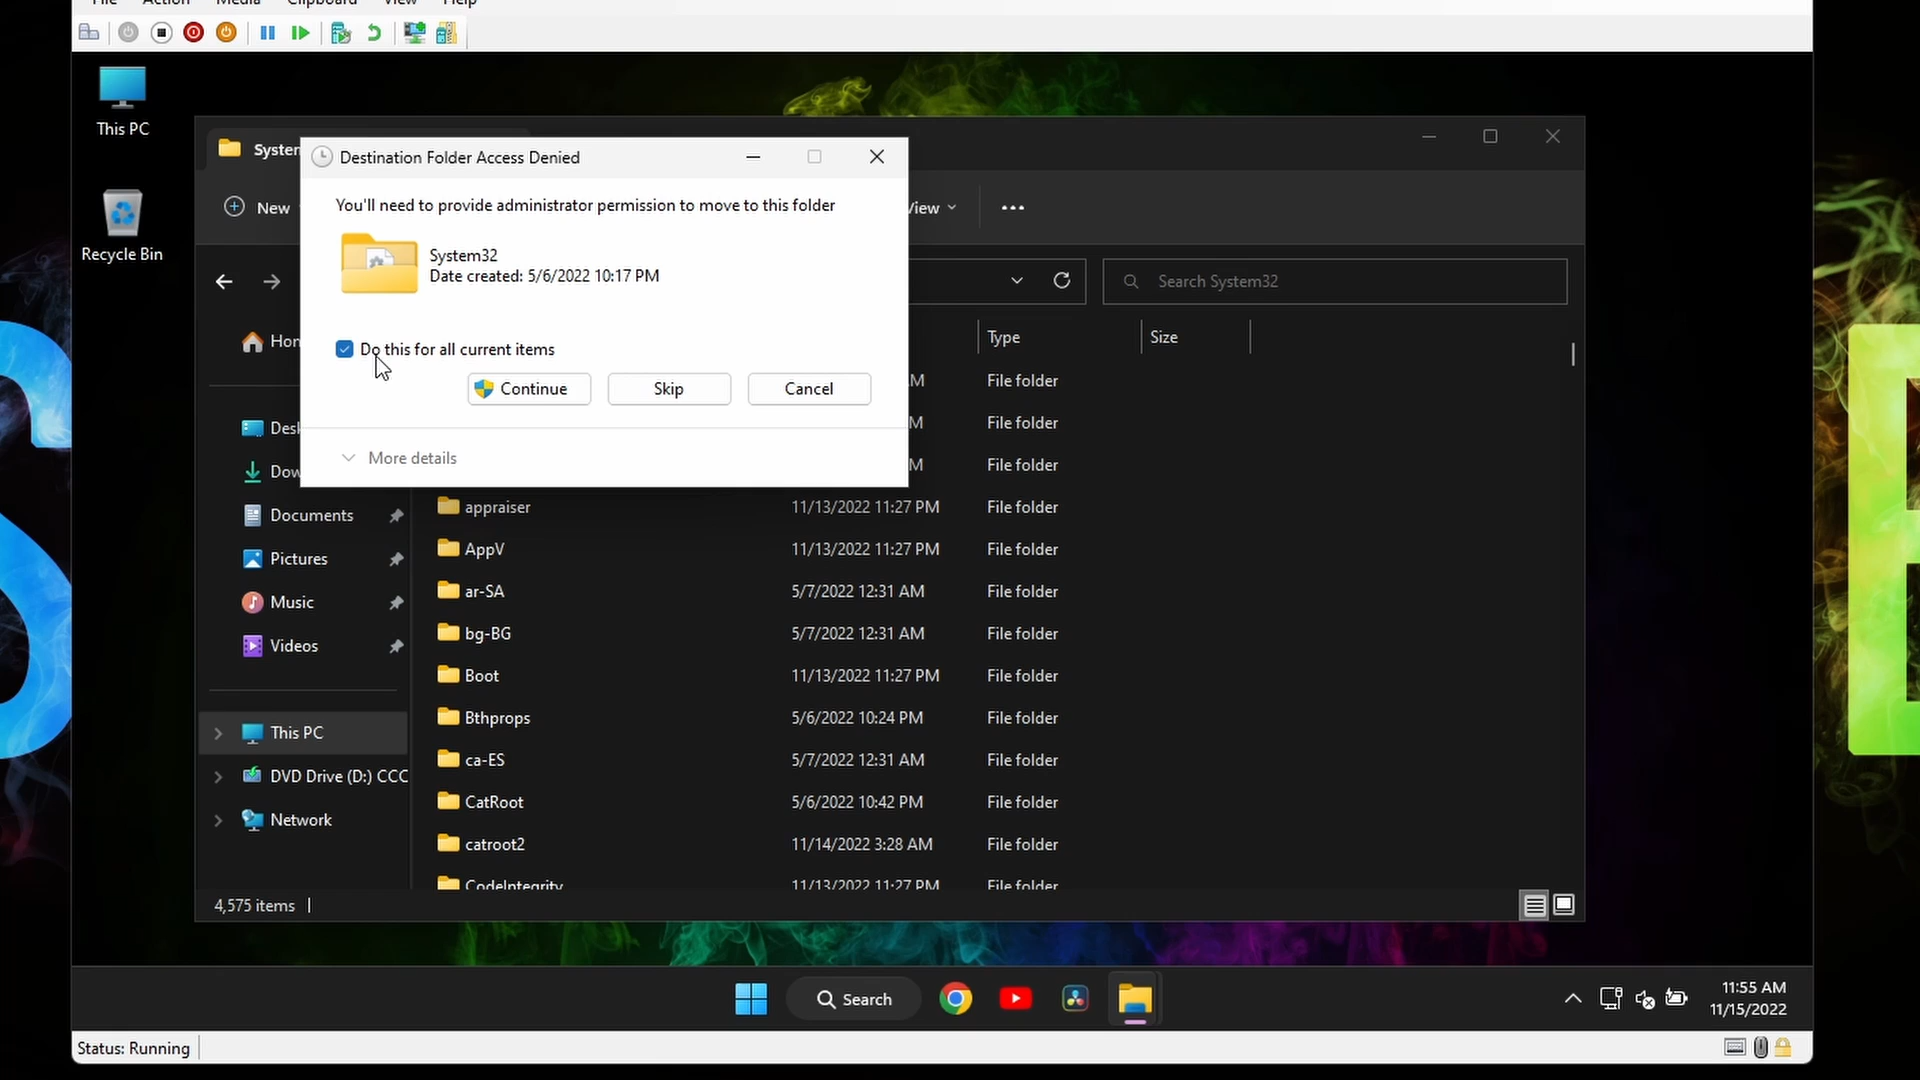 File Action Media Clipboard View Help
This PC
Recycle Bin
System
Destination Folder Access Denied
You'll need to provide administrator permission to move to this folder
System32
Date created: 5/6/2022 10:17 PM
Do this for all current items
Continue Skip Cancel
More details
New
View
Search System32
Type Size
M File folder
M File folder
M File folder
appraiser 11/13/2022 11:27 PM File folder
AppV 11/13/2022 11:27 PM File folder
ar-SA 5/7/2022 12:31 AM File folder
bg-BG 5/7/2022 12:31 AM File folder
Boot 11/13/2022 11:27 PM File folder
Bthprops 5/6/2022 10:24 PM File folder
ca-ES 5/7/2022 12:31 AM File folder
CatRoot 5/6/2022 10:42 PM File folder
catroot2 11/14/2022 3:28 AM File folder
CodeIntegrity 11/13/2022 11:27 PM File folder
Hom
Desk
Dow
Documents
Pictures
Music
Videos
This PC
DVD Drive (D:) CCC
Network
4,575 items
Search
11:55 AM
11/15/2022
Status: Running